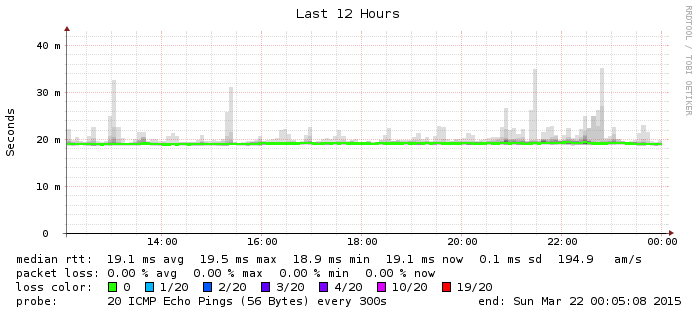 Last 12 Hours
RRDTOOL / TOBI OETIKER
Seconds
40 m
30 m
20 m
10 m
0
14:00 16:00 18:00 20:00 22:00 00:00
median rtt: 19.1 ms avg 19.5 ms max 18.9 ms min 19.1 ms now 0.1 ms sd 194.9 am/s
packet loss: 0.00 % avg 0.00 % max 0.00 % min 0.00 % now
loss color: 0 1/20 2/20 3/20 4/20 10/20 19/20
probe: 20 ICMP Echo Pings (56 Bytes) every 300s end: Sun Mar 22 00:05:08 2015